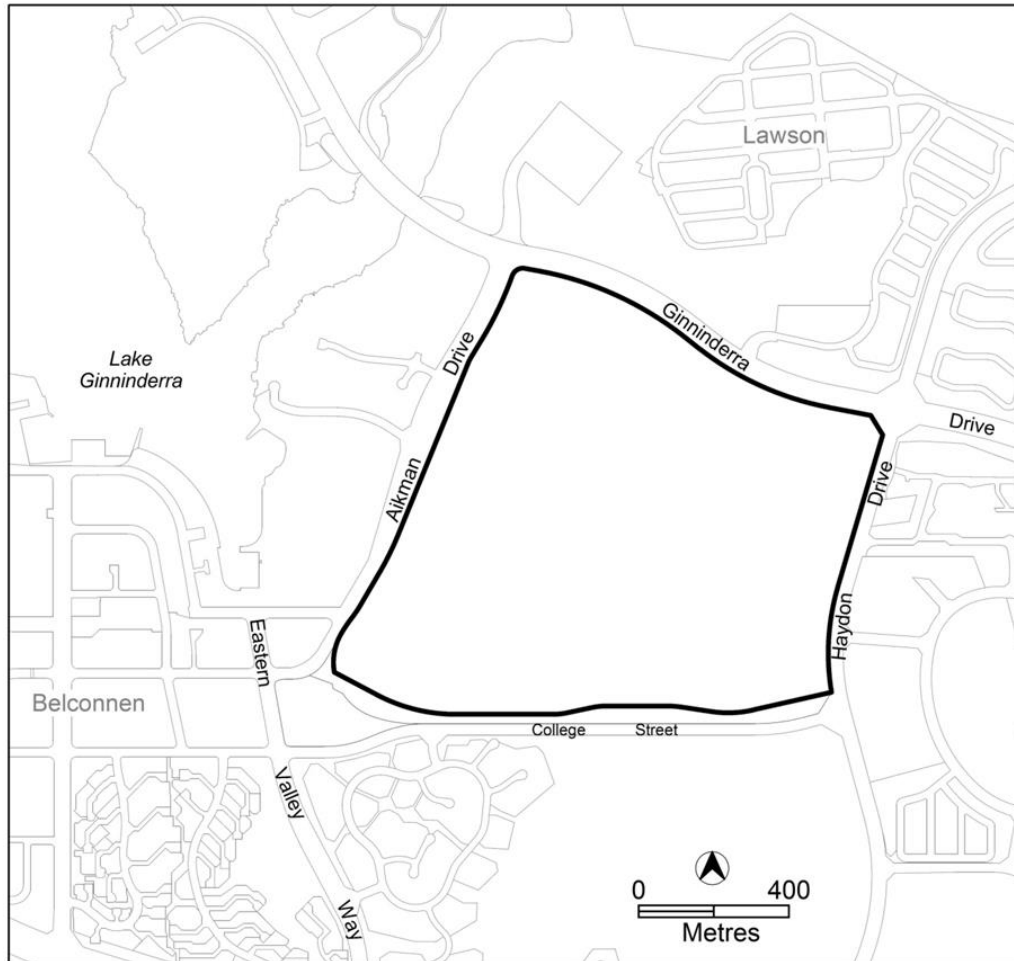 Lawson
Ginninderra
Drive
Lake
Ginninderra
Drive
Aikman
Drive
Haydon
Eastern
Belconnen
College Street
Valley
Way
0 400
Metres